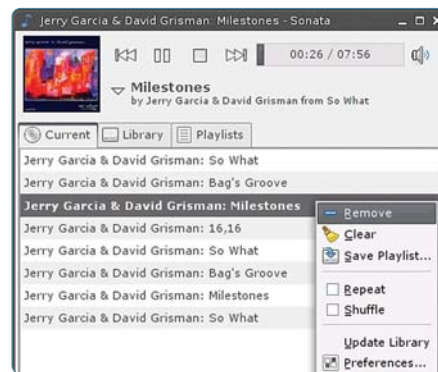 Jerry Garcia & David Grisman: Milestones - Sonata
00:26 / 07:56
Milestones
by Jerry Garcia & David Grisman from So What
Current Library Playlists
Jerry Garcia & David Grisman: So What
Jerry Garcia & David Grisman: Bag's Groove
Jerry Garcia & David Grisman: Milestones
Jerry Garcia & David Grisman: 16,16
Jerry Garcia & David Grisman: So What
Jerry Garcia & David Grisman: Bag's Groove
Jerry Garcia & David Grisman: Milestones
Jerry Garcia & David Grisman: So What
Remove
Clear
Save Playlist...
Repeat
Shuffle
Update Library
Preferences...